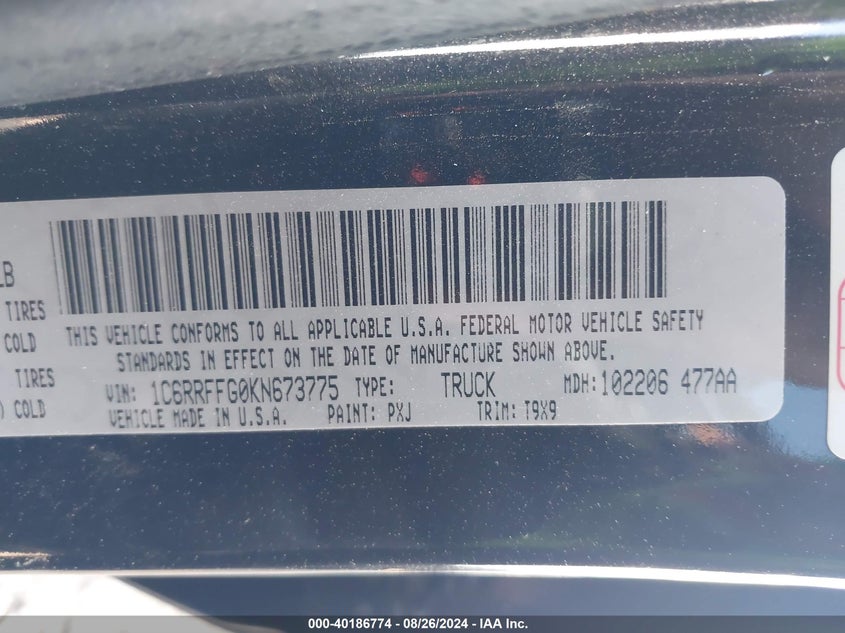 LB
TIRES
COLD
THIS VEHICLE CONFORMS TO ALL APPLICABLE U.S.A. FEDERAL MOTOR VEHICLE SAFETY
STANDARDS IN EFFECT ON THE DATE OF MANUFACTURE SHOWN ABOVE.
TIRES
VIN: 1C6RRFFG0KN673775 TYPE: TRUCK MDH: 102206 477AA
) COLD
VEHICLE MADE IN U.S.A. PAINT: PXJ TRIM: T9X9
000-40186774 / 08/26/2024 - IAA Inc.